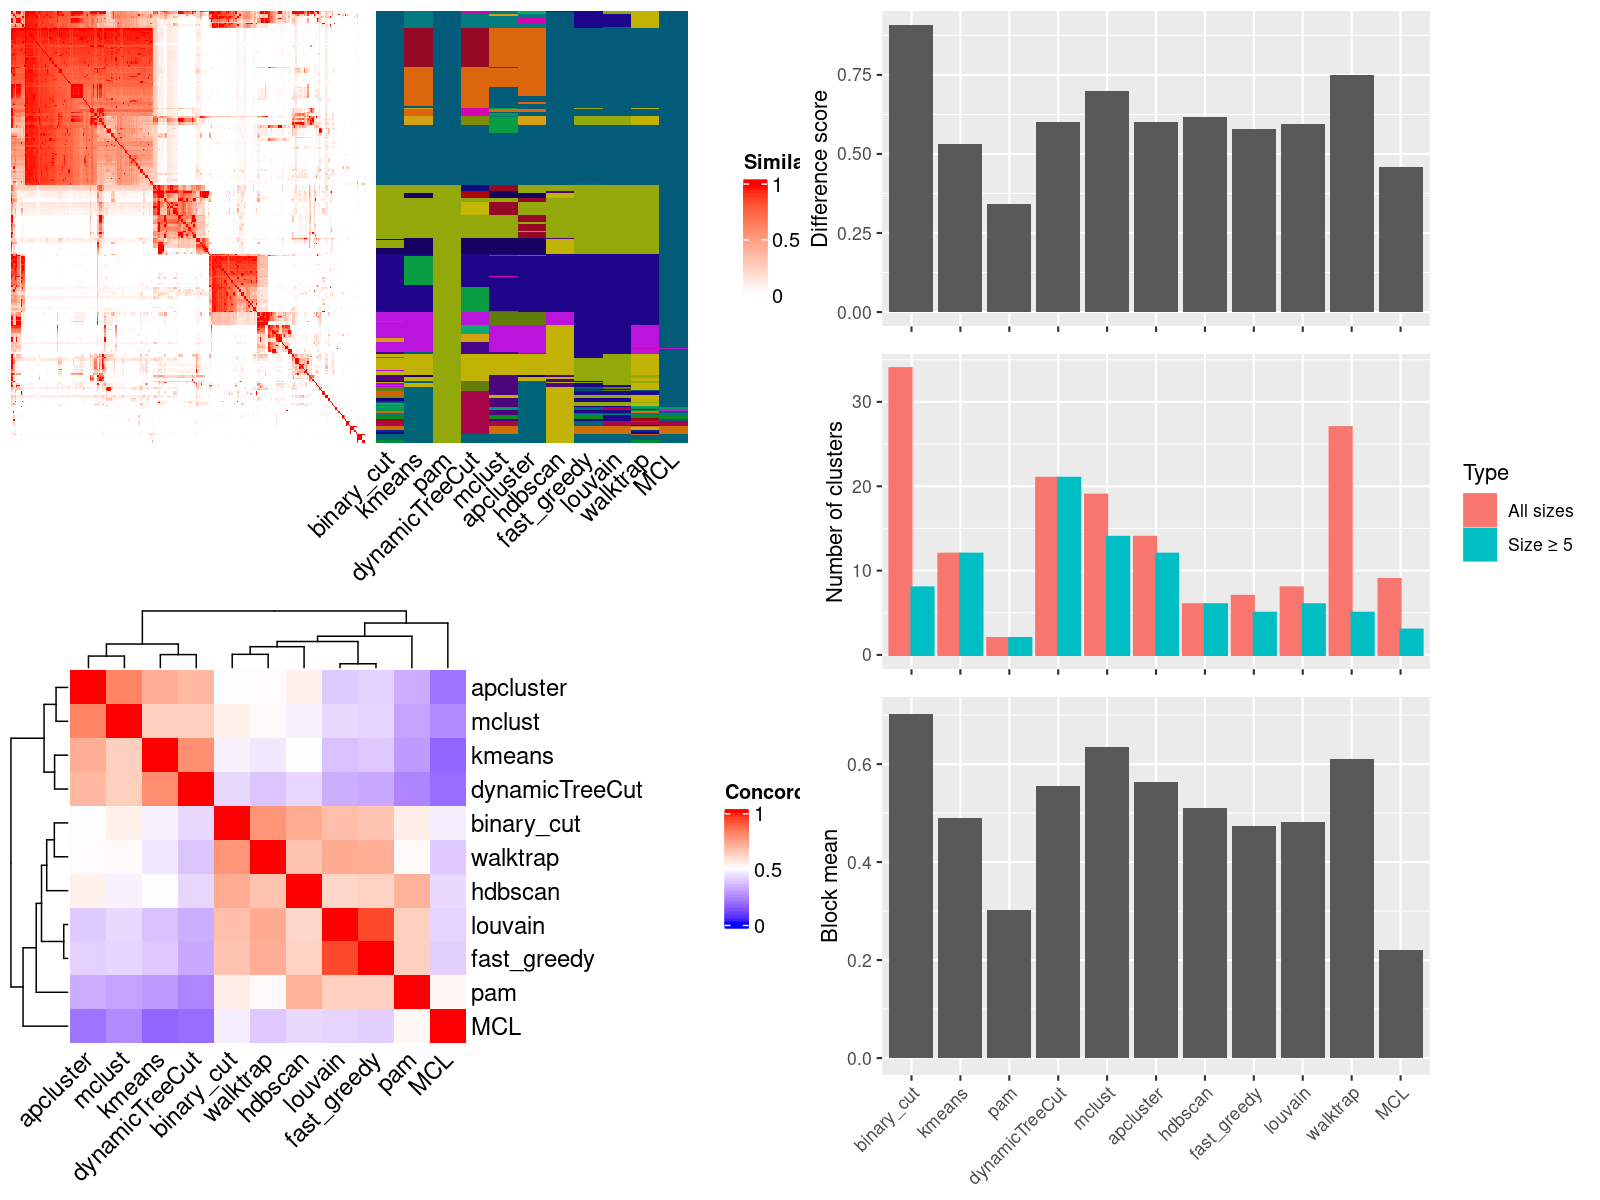 Simila
1
0.5
0
binary_cut
kmeans
pam
dynamicTreeCut
mclust
apcluster
hdbscan
fast_greedy
louvain
walktrap
MCL
apcluster
mclust
kmeans
dynamicTreeCut
binary_cut
walktrap
hdbscan
louvain
fast_greedy
pam
MCL
apcluster
mclust
kmeans
dynamicTreeCut
binary_cut
walktrap
hdbscan
louvain
fast_greedy
pam
MCL
Concord
1
0.5
0
Difference score
0.75
0.50
0.25
0.00
Number of clusters
30
20
10
0
Type
All sizes
Size ≥ 5
Block mean
0.6
0.4
0.2
0.0
binary_cut
kmeans
pam
dynamicTreeCut
mclust
apcluster
hdbscan
fast_greedy
louvain
walktrap
MCL